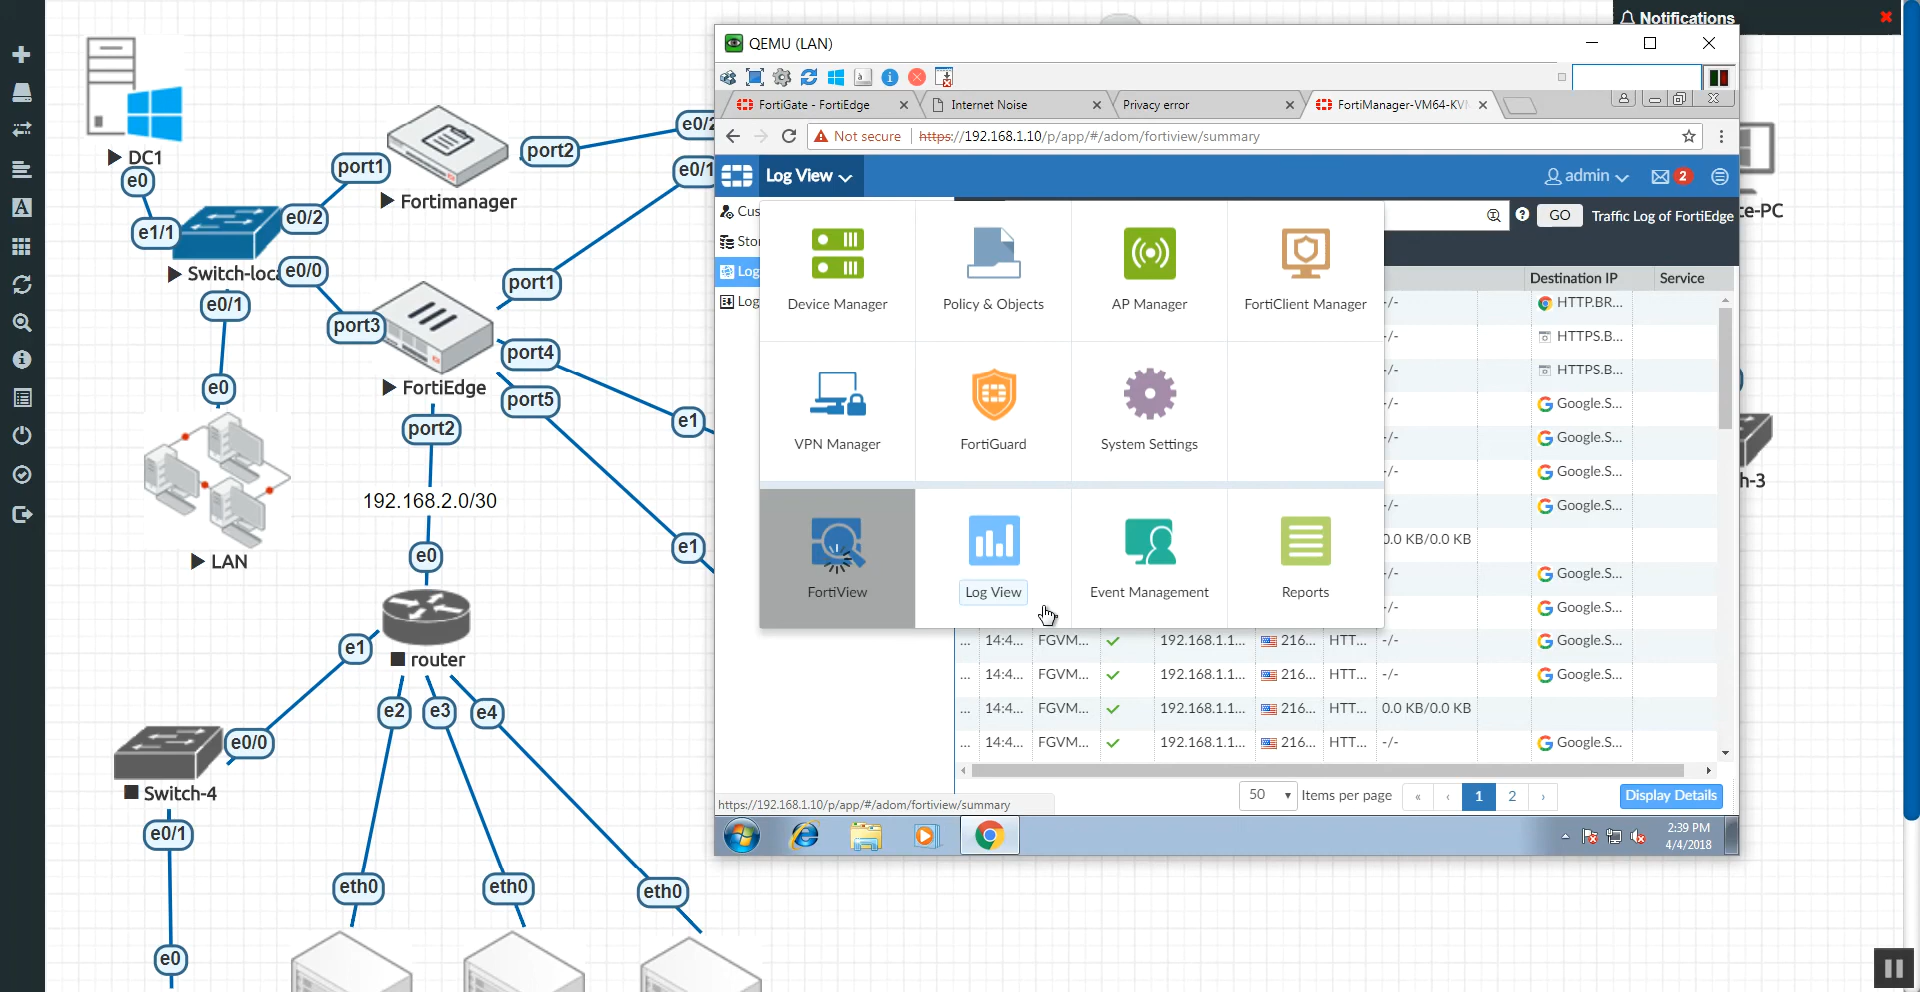 Notifications
DC1
e0
e1/1
Switch-loca
e0/2
e0/0
e0/1
e0
LAN
port1
Fortimanager
port2
e0/2
e0/1
port1
port3
port4
port5
FortiEdge
port2
e1
e1
192.168.2.0/30
e0
router
e1
e2
e3
e4
e0/0
Switch-4
e0/1
e0
eth0
eth0
eth0
te-PC
h-3
QEMU (LAN)
FortiGate - FortiEdge
Internet Noise
Privacy error
FortiManager-VM64-KVM
Not secure
https://192.168.1.10/p/app/#/adom/fortiview/summary
Log View
admin
2
Cus
Sto
Log
Log
GO
Traffic Log of FortiEdge
Device Manager
Policy & Objects
AP Manager
FortiClient Manager
VPN Manager
FortiGuard
System Settings
FortiView
Log View
Event Management
Reports
Destination IP
Service
-/-
HTTP.BR...
-/-
HTTPS.B...
-/-
HTTPS.B...
-/-
Google.S...
-/-
Google.S...
-/-
Google.S...
-/-
Google.S...
0.0 KB/0.0 KB
-/-
Google.S...
-/-
Google.S...
... 14:4... FGVM... 192.168.1.1... 216... HTT... -/- Google.S...
... 14:4... FGVM... 192.168.1.1... 216... HTT... -/- Google.S...
... 14:4... FGVM... 192.168.1.1... 216... HTT... 0.0 KB/0.0 KB
... 14:4... FGVM... 192.168.1.1... 216... HTT... -/- Google.S...
50 Items per page « ‹ 1 2 ›
Display Details
https://192.168.1.10/p/app/#/adom/fortiview/summary
2:39 PM
4/4/2018